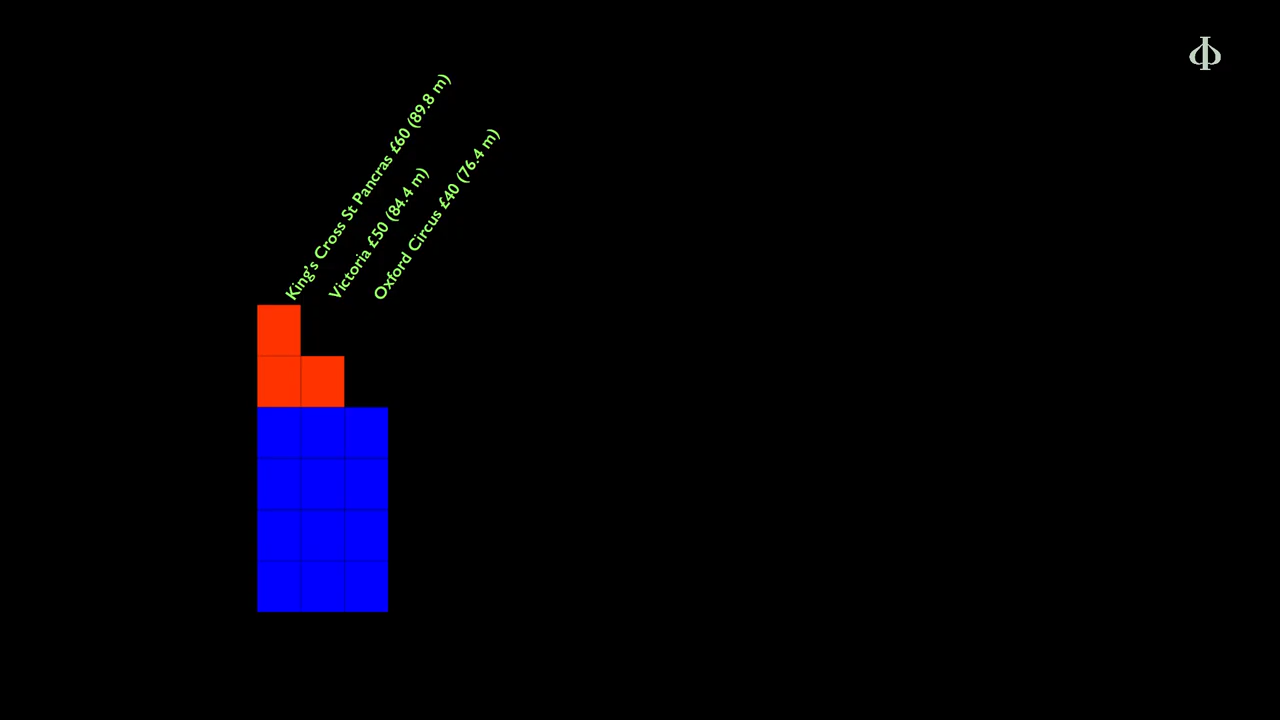 King's Cross St Pancras £60 (89.8 m)
Victoria £50 (84.4 m)
Oxford Circus £40 (76.4 m)
Φ